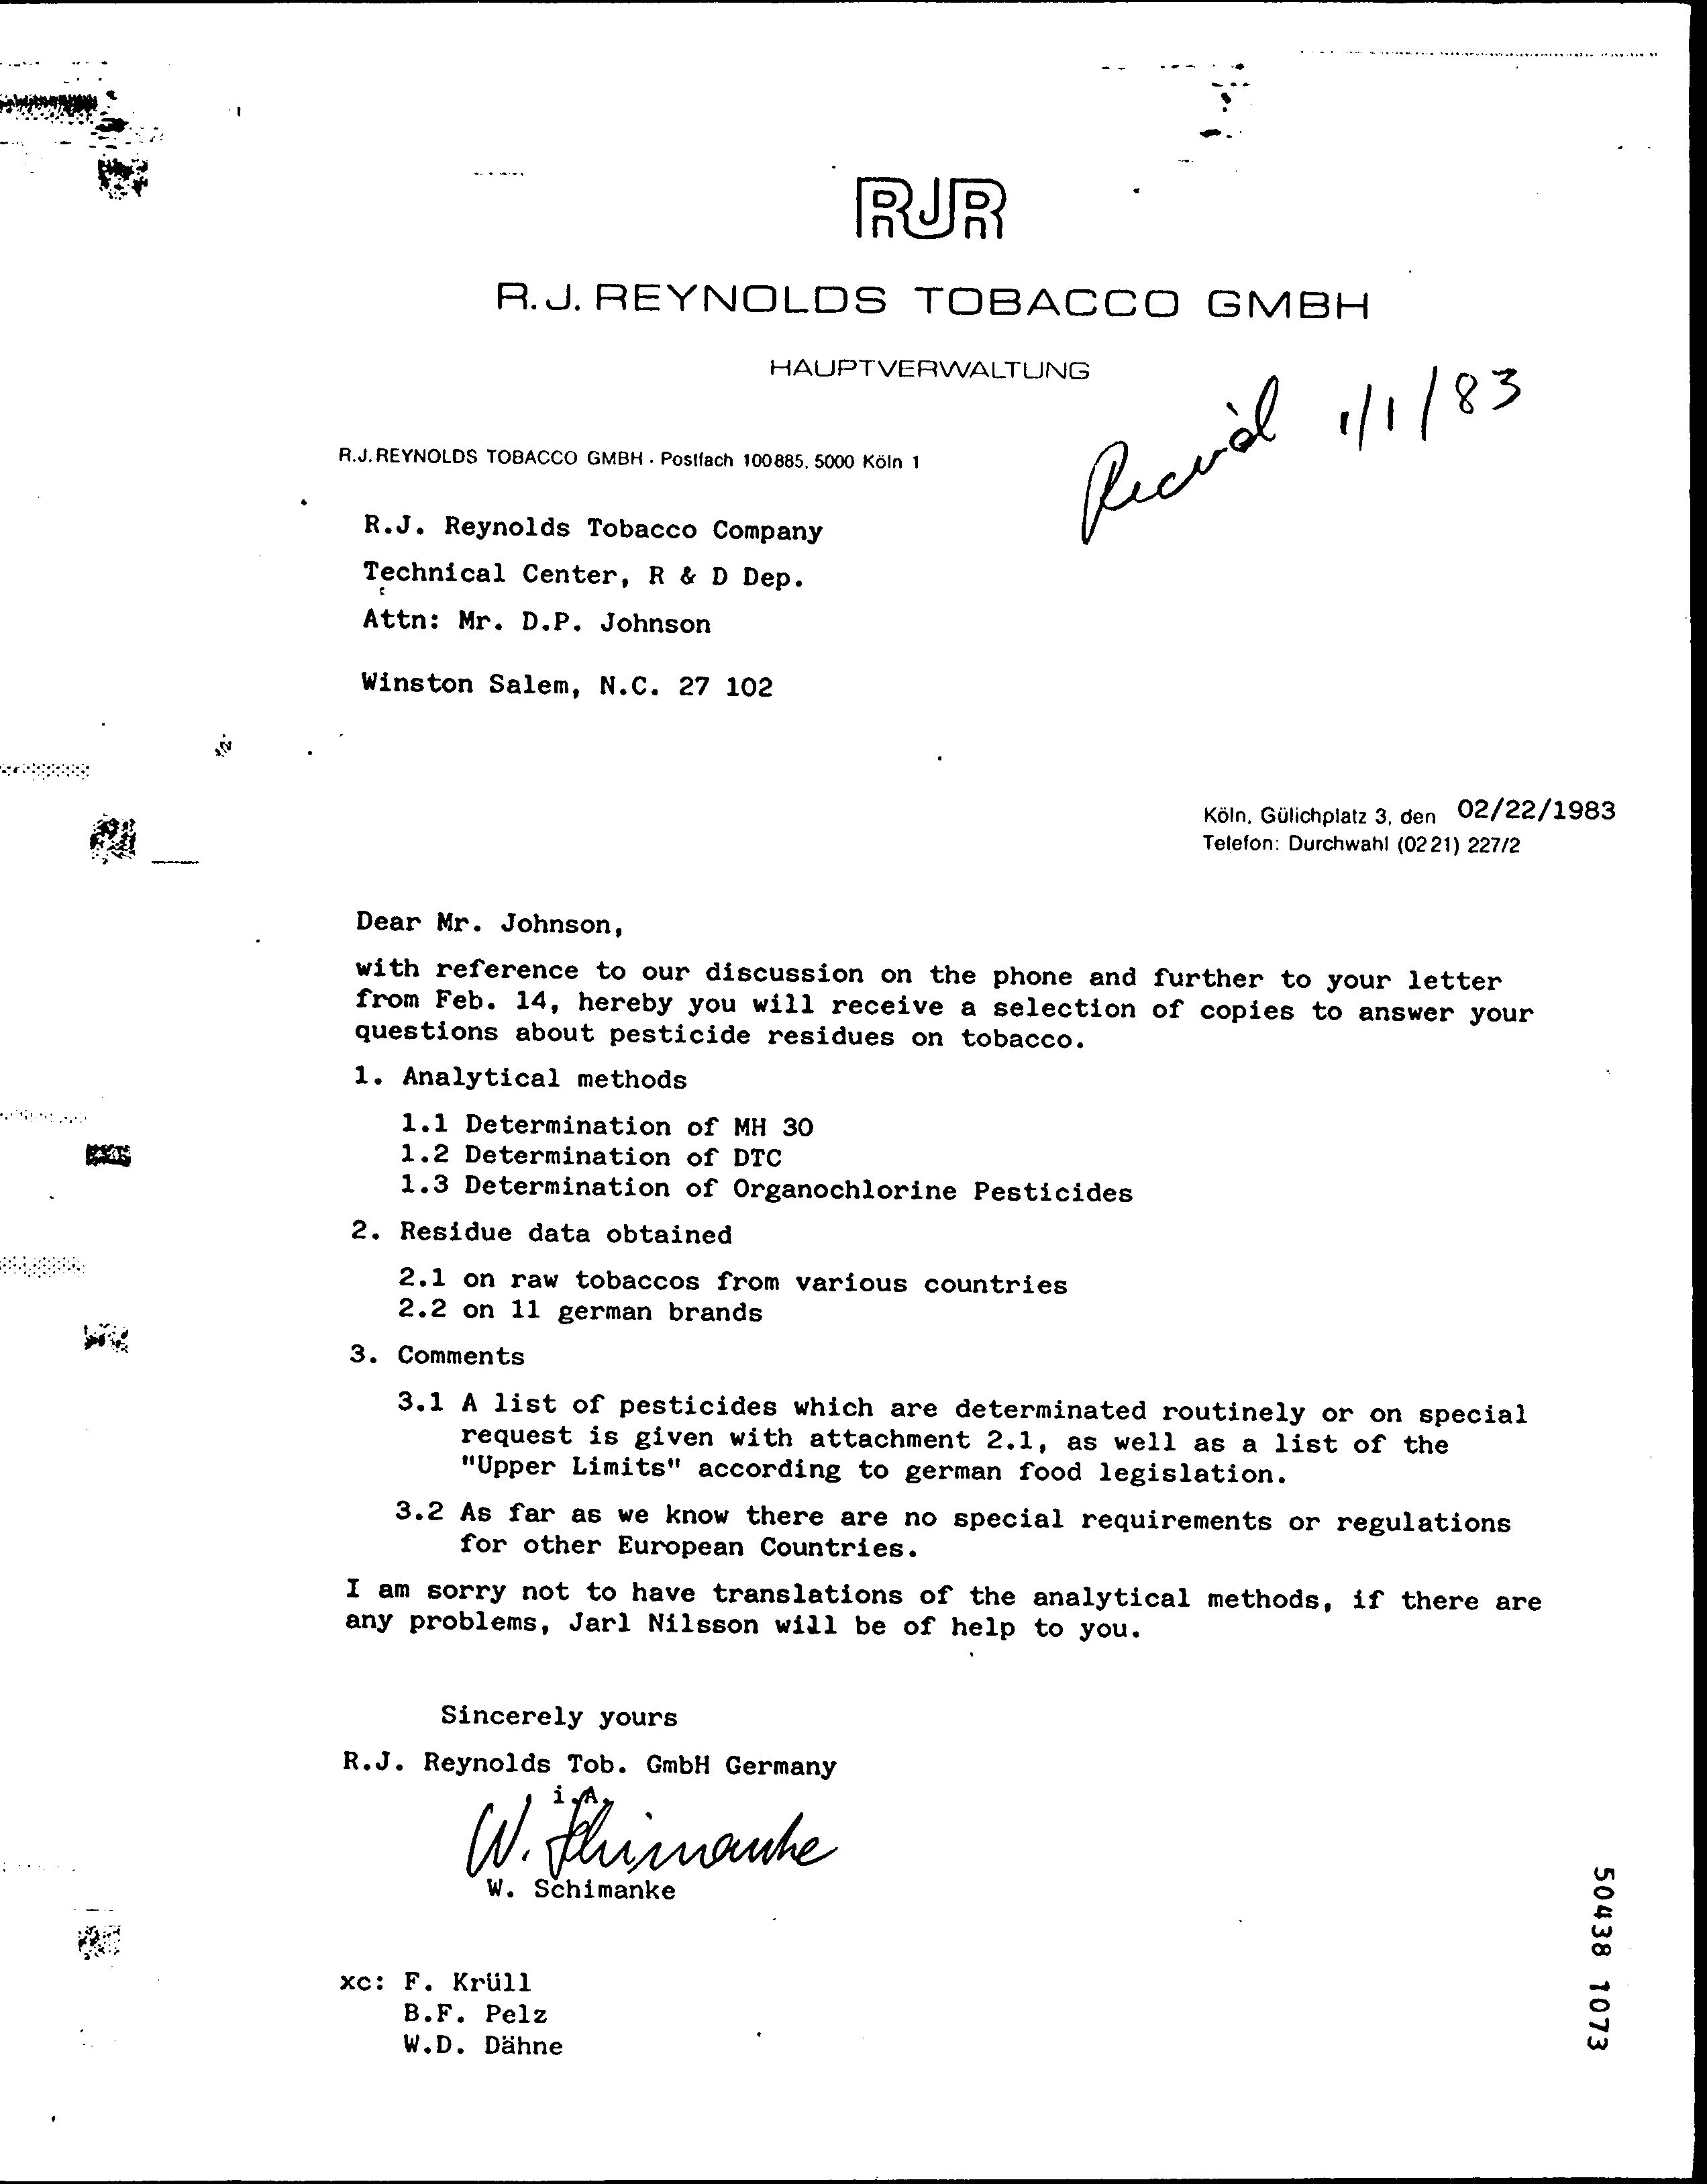 RJR
R.J. REYNOLDS TOBACCO GMBH
HAUPTVERWALTUNG
Received 1/1/83
R.J. REYNOLDS TOBACCO GMBH · Postfach 100885, 5000 Köln 1
R.J. Reynolds Tobacco Company
Technical Center, R & D Dep.
Attn: Mr. D.P. Johnson
Winston Salem, N.C. 27 102
Köln, Gülichplatz 3, den 02/22/1983
Telefon: Durchwahl (0221) 227/2
Dear Mr. Johnson,
with reference to our discussion on the phone and further to your letter
from Feb. 14, hereby you will receive a selection of copies to answer your
questions about pesticide residues on tobacco.
1. Analytical methods
1.1 Determination of MH 30
1.2 Determination of DTC
1.3 Determination of Organochlorine Pesticides
2. Residue data obtained
2.1 on raw tobaccos from various countries
2.2 on 11 german brands
3. Comments
3.1 A list of pesticides which are determinated routinely or on special
request is given with attachment 2.1, as well as a list of the
"Upper Limits" according to german food legislation.
3.2 As far as we know there are no special requirements or regulations
for other European Countries.
I am sorry not to have translations of the analytical methods, if there are
any problems, Jarl Nilsson will be of help to you.
Sincerely yours
R.J. Reynolds Tob. GmbH Germany
i.A.
W. Schimanke
W. Schimanke
xc: F. Krüll
B.F. Pelz
W.D. Dähne
50438 1073